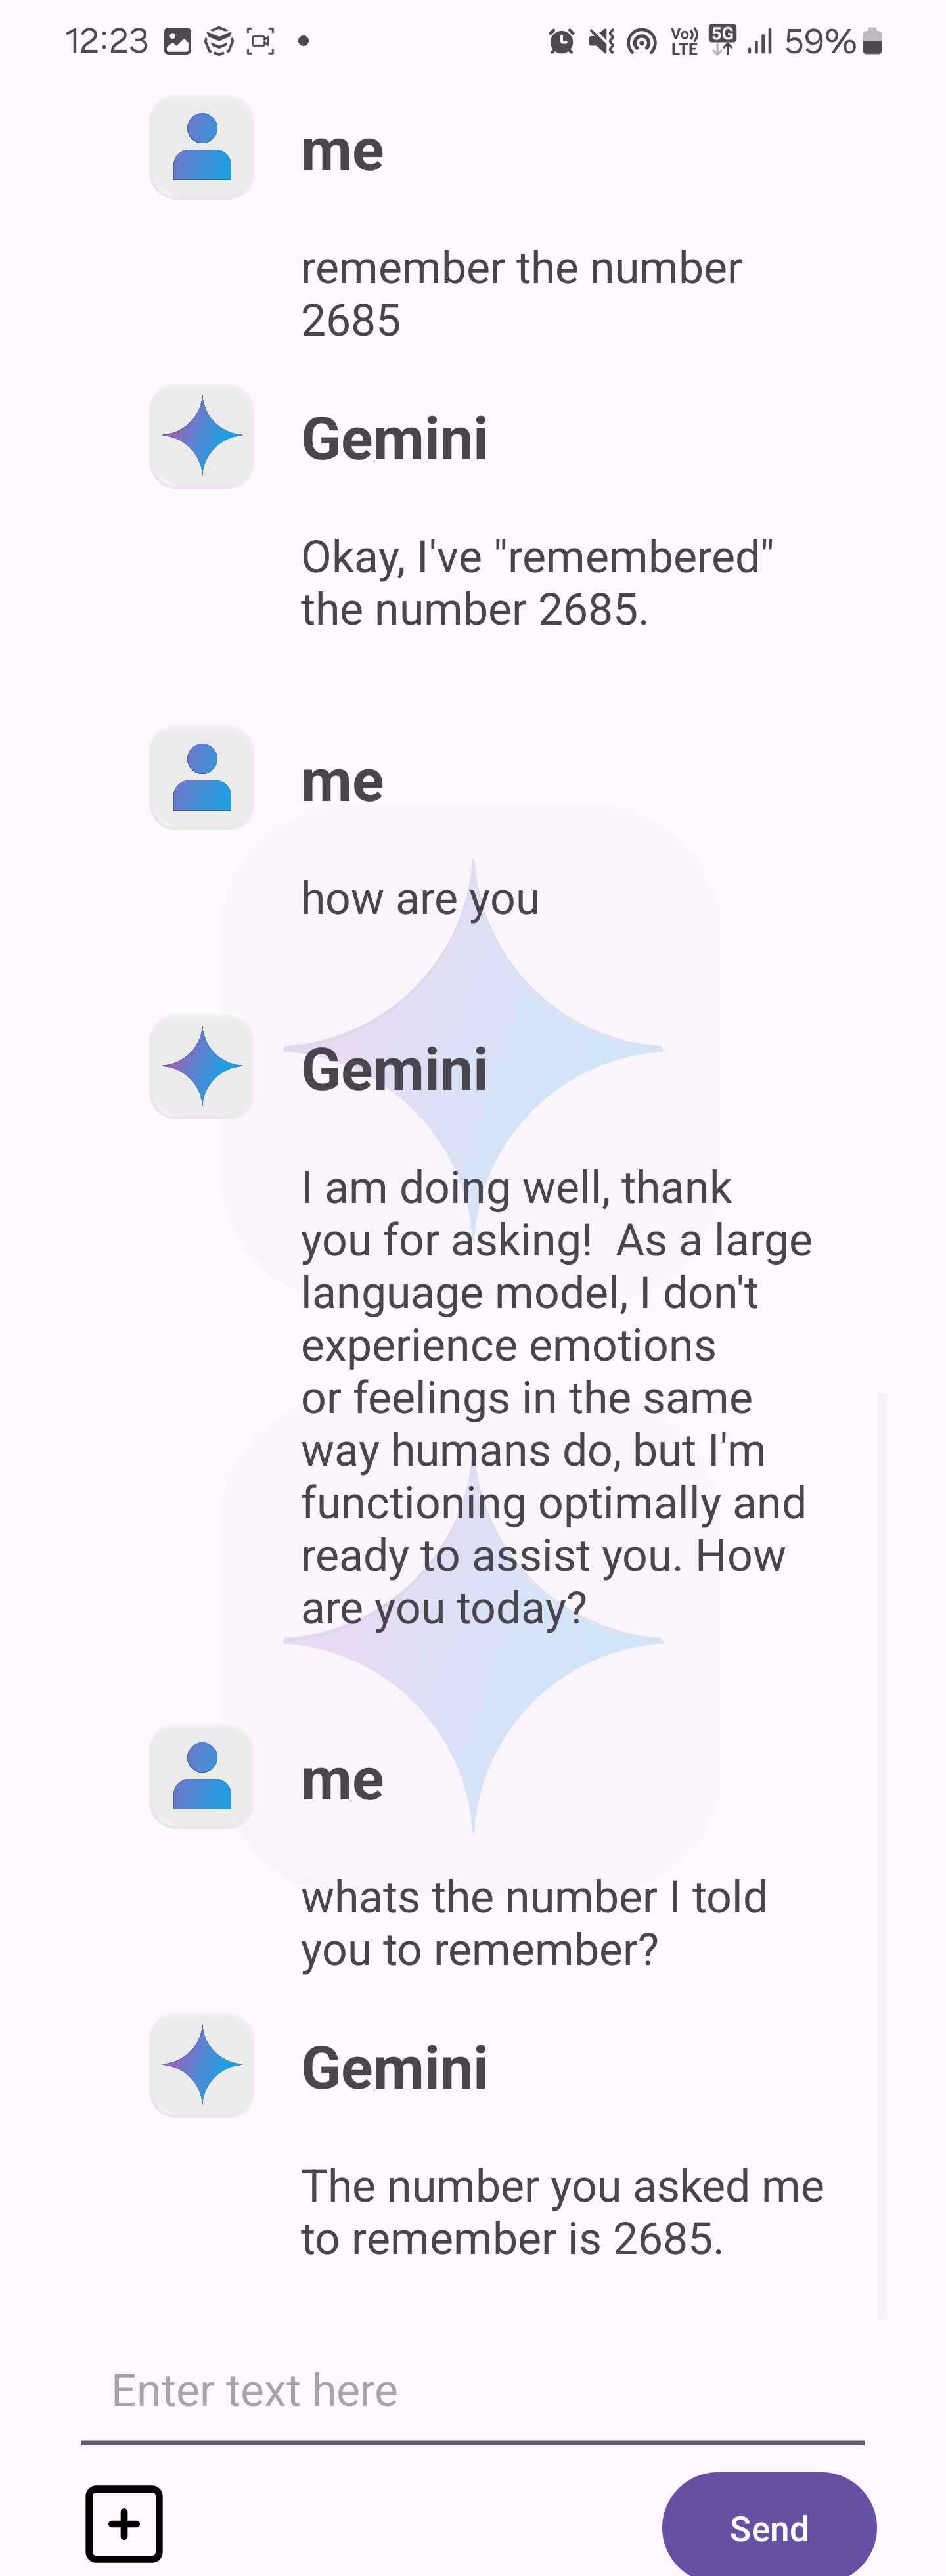 12:23 Vo)) LTE 5G 59%
me
remember the number
2685
Gemini
Okay, I've "remembered"
the number 2685.
me
how are you
Gemini
I am doing well, thank
you for asking!  As a large
language model, I don't
experience emotions
or feelings in the same
way humans do, but I'm
functioning optimally and
ready to assist you. How
are you today?
me
whats the number I told
you to remember?
Gemini
The number you asked me
to remember is 2685.
Enter text here
Send